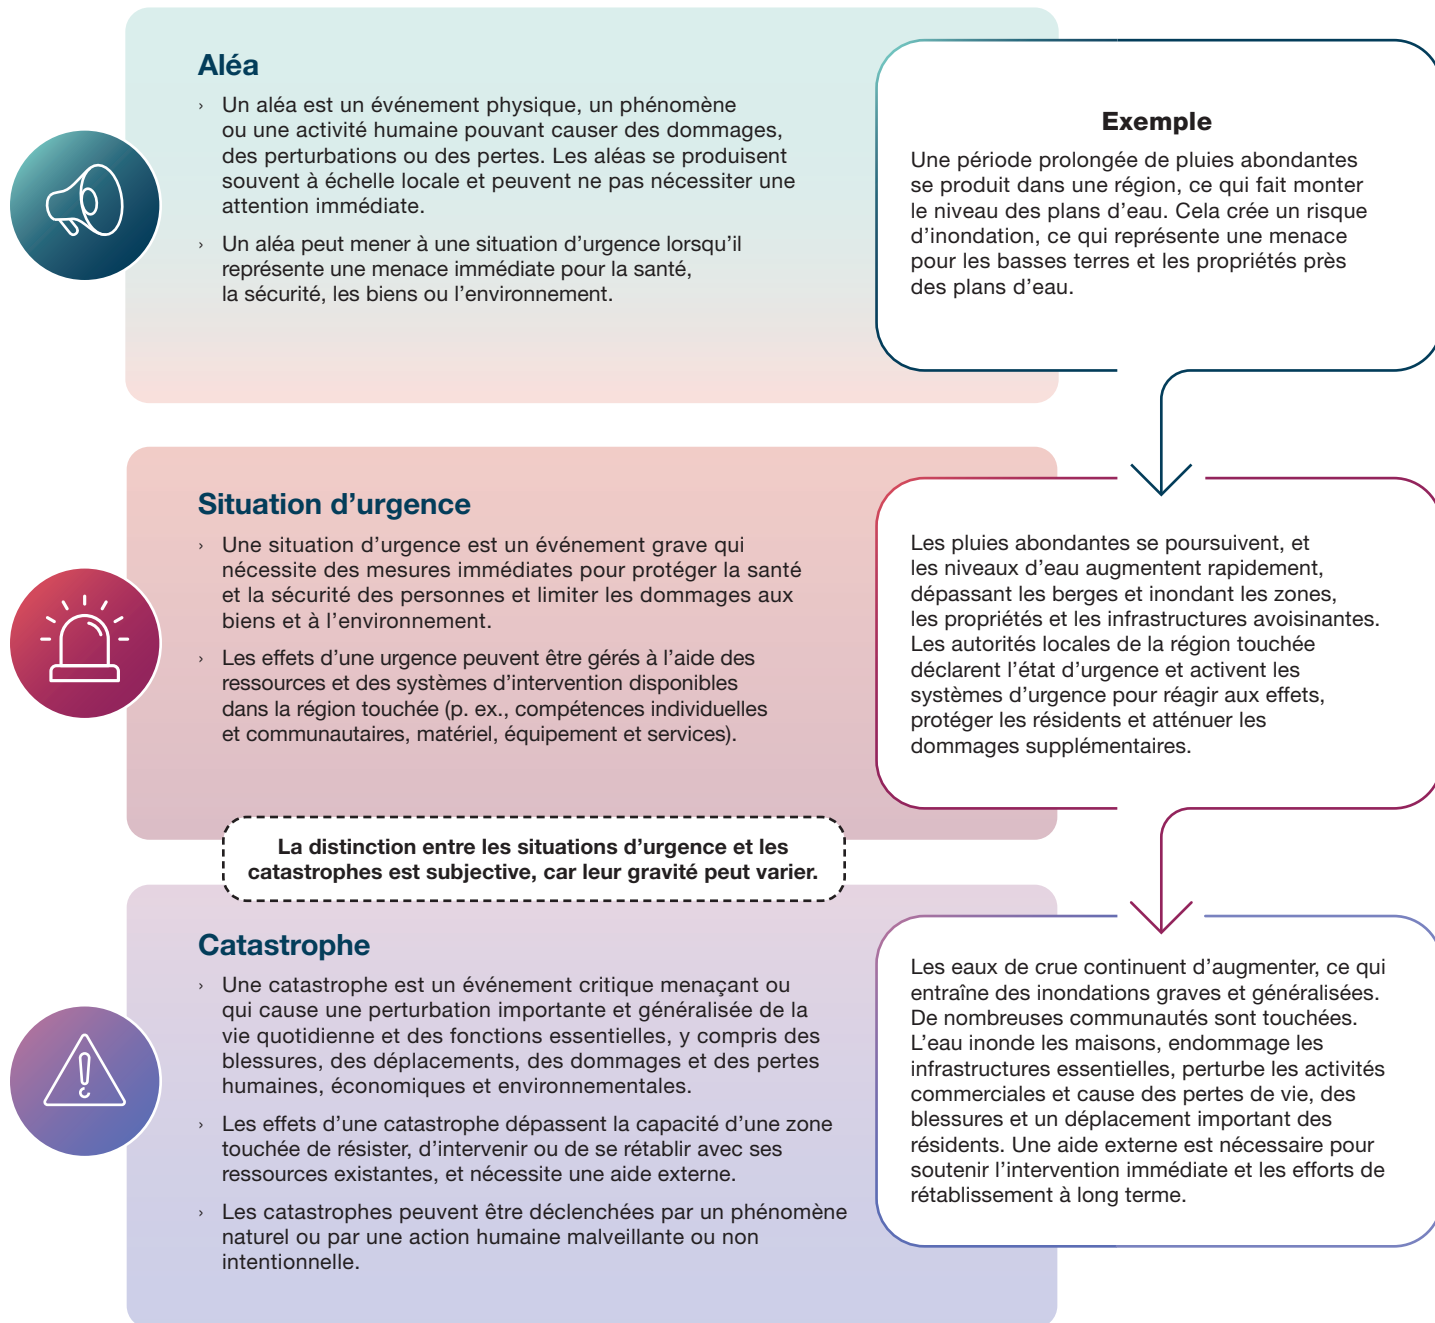 Aléa
› Un aléa est un événement physique, un phénomène
ou une activité humaine pouvant causer des dommages,
des perturbations ou des pertes. Les aléas se produisent
souvent à échelle locale et peuvent ne pas nécessiter une
attention immédiate.
› Un aléa peut mener à une situation d’urgence lorsqu’il
représente une menace immédiate pour la santé,
la sécurité, les biens ou l’environnement.
Exemple
Une période prolongée de pluies abondantes
se produit dans une région, ce qui fait monter
le niveau des plans d’eau. Cela crée un risque
d’inondation, ce qui représente une menace
pour les basses terres et les propriétés près
des plans d’eau.
Situation d’urgence
› Une situation d’urgence est un événement grave qui
nécessite des mesures immédiates pour protéger la santé
et la sécurité des personnes et limiter les dommages aux
biens et à l’environnement.
› Les effets d’une urgence peuvent être gérés à l’aide des
ressources et des systèmes d’intervention disponibles
dans la région touchée (p. ex., compétences individuelles
et communautaires, matériel, équipement et services).
Les pluies abondantes se poursuivent, et
les niveaux d’eau augmentent rapidement,
dépassant les berges et inondant les zones,
les propriétés et les infrastructures avoisinantes.
Les autorités locales de la région touchée
déclarent l’état d’urgence et activent les
systèmes d’urgence pour réagir aux effets,
protéger les résidents et atténuer les
dommages supplémentaires.
La distinction entre les situations d’urgence et les
catastrophes est subjective, car leur gravité peut varier.
Catastrophe
› Une catastrophe est un événement critique menaçant ou
qui cause une perturbation importante et généralisée de la
vie quotidienne et des fonctions essentielles, y compris des
blessures, des déplacements, des dommages et des pertes
humaines, économiques et environnementales.
› Les effets d’une catastrophe dépassent la capacité d’une zone
touchée de résister, d’intervenir ou de se rétablir avec ses
ressources existantes, et nécessite une aide externe.
› Les catastrophes peuvent être déclenchées par un phénomène
naturel ou par une action humaine malveillante ou non
intentionnelle.
Les eaux de crue continuent d’augmenter, ce qui
entraîne des inondations graves et généralisées.
De nombreuses communautés sont touchées.
L’eau inonde les maisons, endommage les
infrastructures essentielles, perturbe les activités
commerciales et cause des pertes de vie, des
blessures et un déplacement important des
résidents. Une aide externe est nécessaire pour
soutenir l’intervention immédiate et les efforts de
rétablissement à long terme.